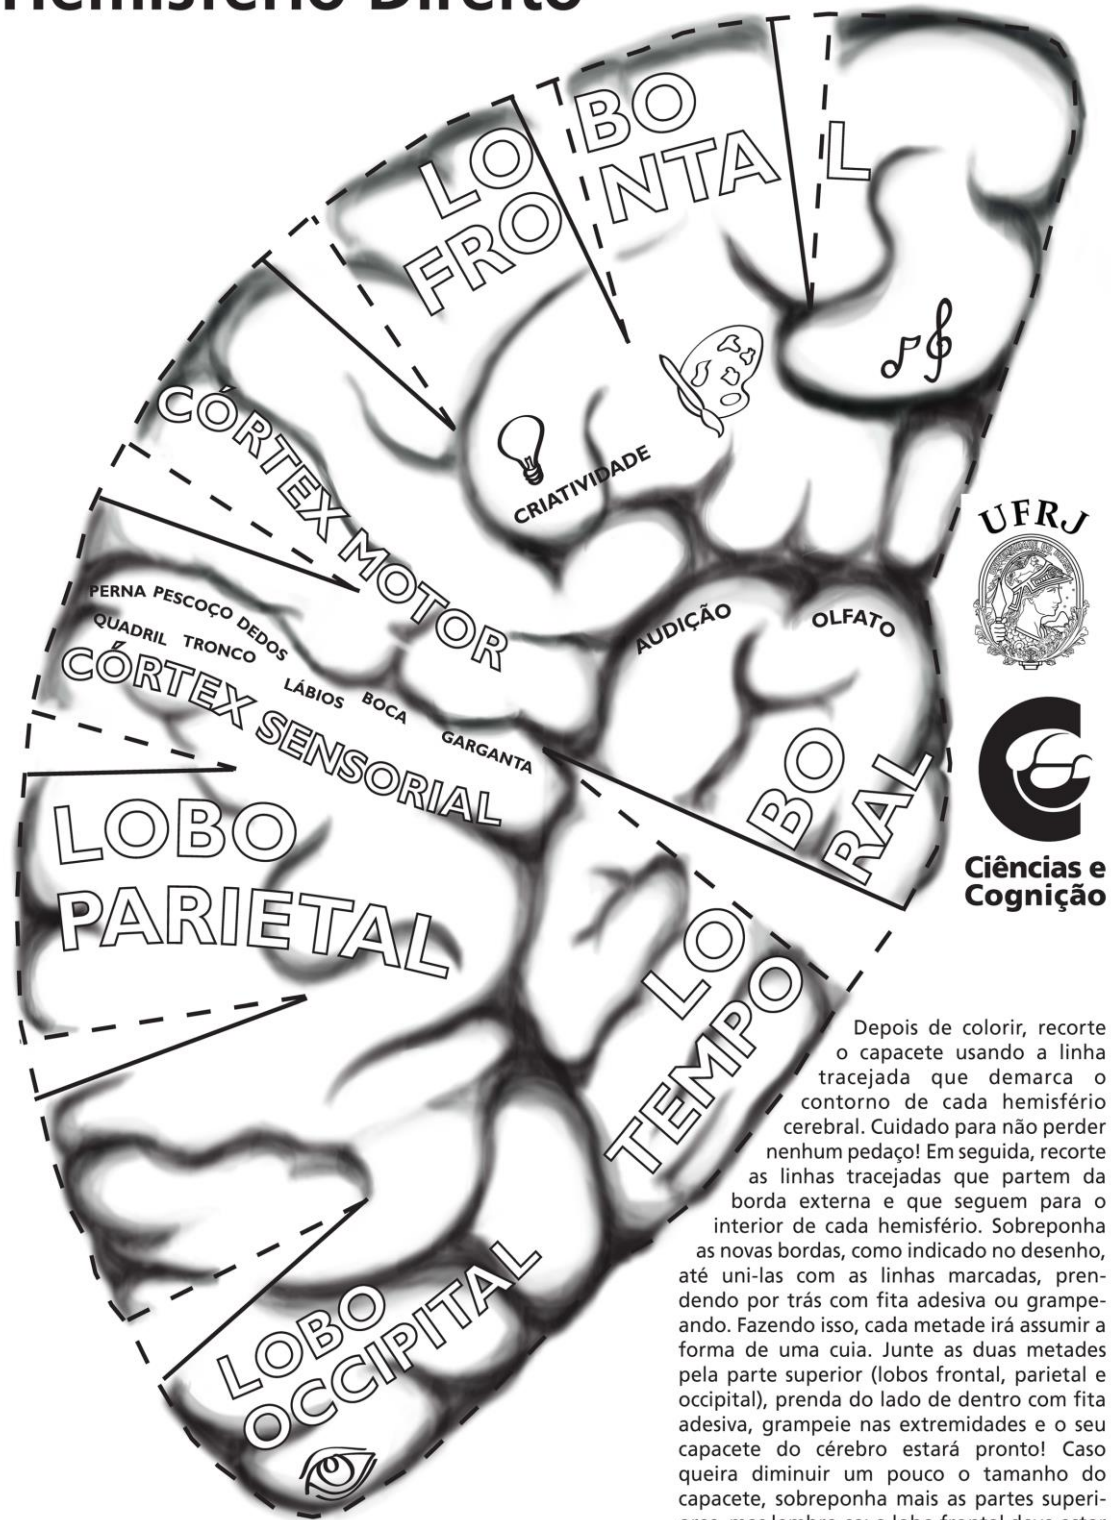 Hemisfério Direito
LO
FRO
BO
NTA
L
CÓRTEX MOTOR
CRIATIVIDADE
UFRJ
PERNA PESCOÇO DEDOS
QUADRIL TRONCO
LÁBIOS BOCA
GARGANTA
CÓRTEX SENSORIAL
AUDIÇÃO
OLFATO
BO
RAL
LOBO
PARIETAL
LO
TEMPO
Ciências e
Cognição
LOBO
OCCIPITAL
Depois de colorir, recorte
o capacete usando a linha
tracejada que demarca o
contorno de cada hemisfério
cerebral. Cuidado para não perder
nenhum pedaço! Em seguida, recorte
as linhas tracejadas que partem da
borda externa e que seguem para o
interior de cada hemisfério. Sobreponha
as novas bordas, como indicado no desenho,
até uni-las com as linhas marcadas, pren-
dendo por trás com fita adesiva ou grampe-
ando. Fazendo isso, cada metade irá assumir a
forma de uma cuia. Junte as duas metades
pela parte superior (lobos frontal, parietal e
occipital), prenda do lado de dentro com fita
adesiva, grampeie nas extremidades e o seu
capacete do cérebro estará pronto! Caso
queira diminuir um pouco o tamanho do
capacete, sobreponha mais as partes superi-